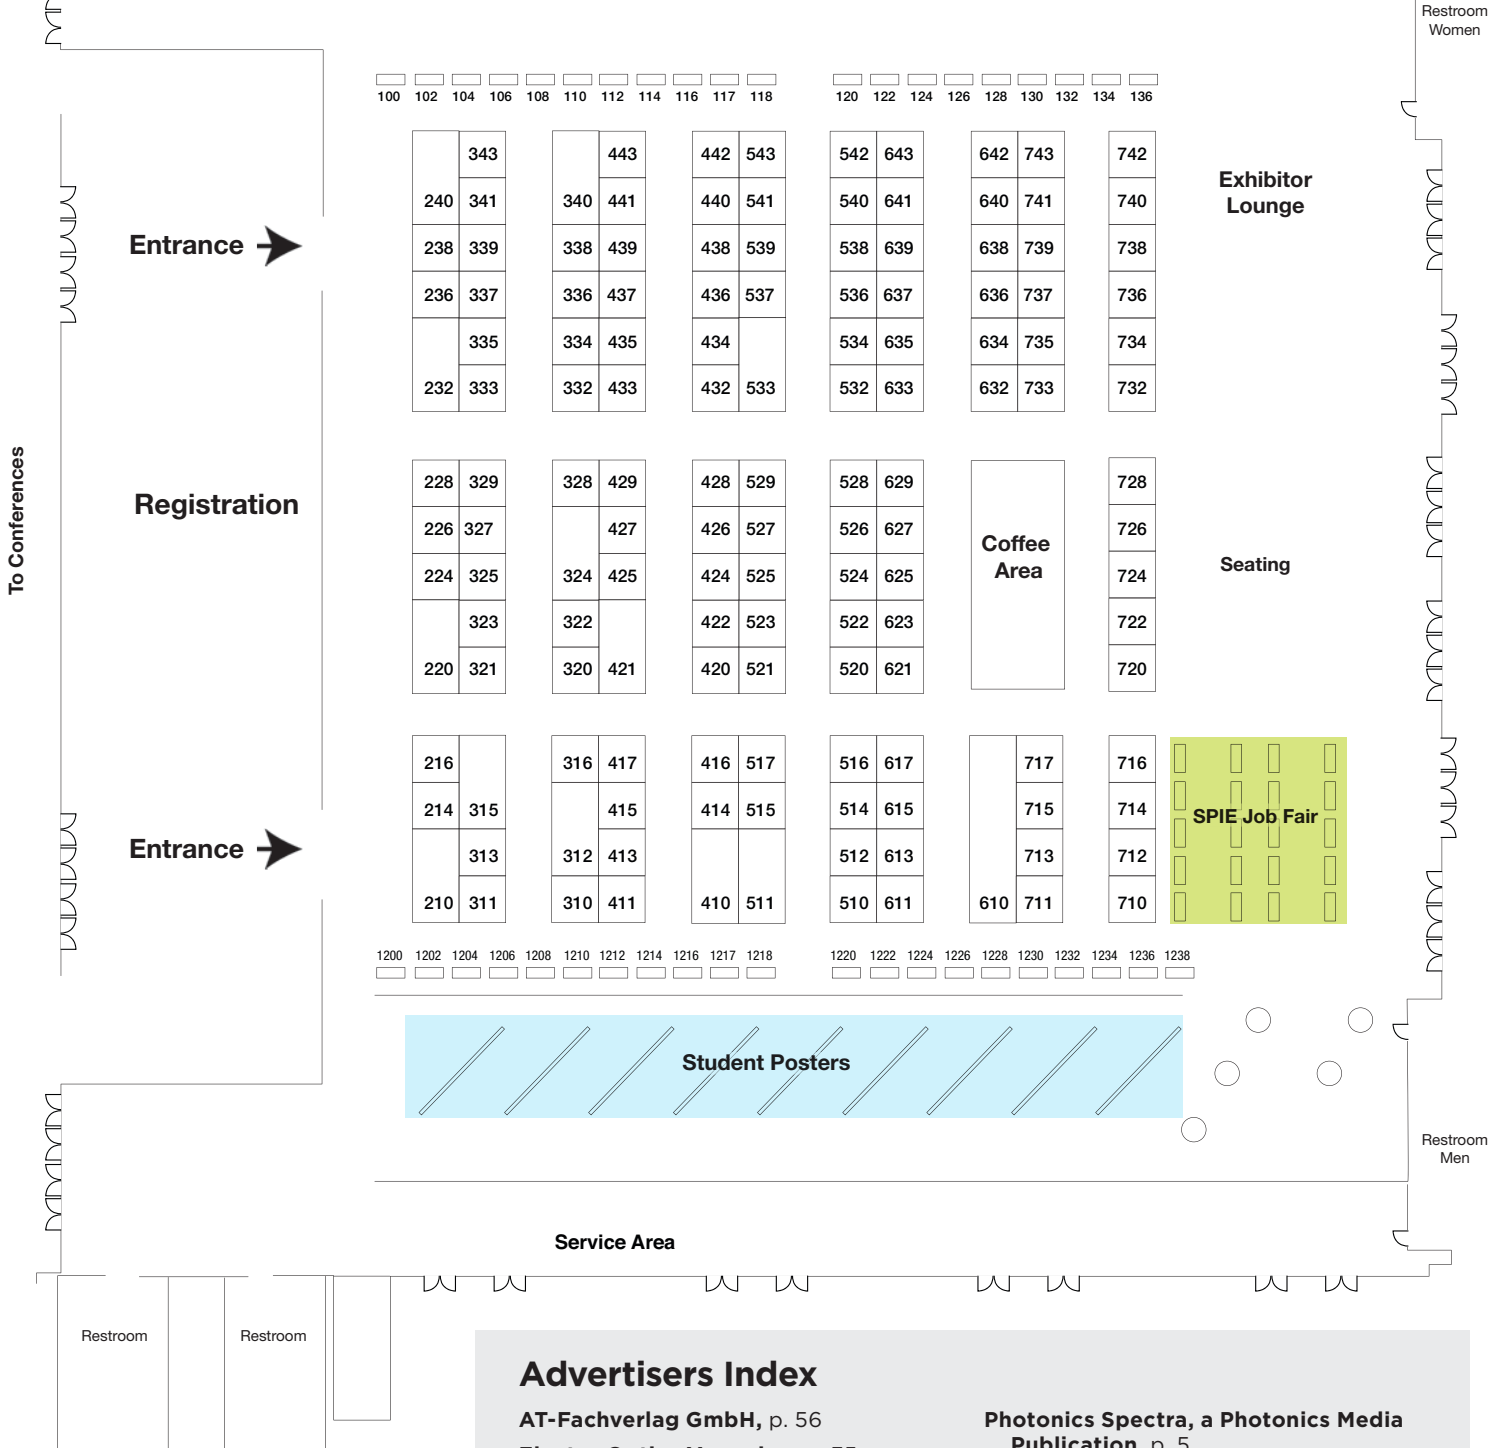 Restroom
Women
100 102 104 106 108 110 112 114 116 117 118 120 122 124 126 128 130 132 134 136
343 443 442 543 542 643 642 743 742
240 341 340 441 440 541 540 641 640 741 740
238 339 338 439 438 539 538 639 638 739 738
236 337 336 437 436 537 536 637 636 737 736
335 334 435 434 534 635 634 735 734
232 333 332 433 432 533 532 633 632 733 732
Exhibitor
Lounge
Entrance
To Conferences
Registration
228 329 328 429 428 529 528 629 728
226 327 427 426 527 526 627 726
224 325 324 425 424 525 524 625 724
323 322 422 523 522 623 722
220 321 320 421 420 521 520 621 720
Coffee
Area
Seating
216 316 417 416 517 516 617 717 716
214 315 415 414 515 514 615 715 714
313 312 413 512 613 713 712
210 311 310 411 410 511 510 611 610 711 710
SPIE Job Fair
Entrance
1200 1202 1204 1206 1208 1210 1212 1214 1216 1217 1218 1220 1222 1224 1226 1228 1230 1232 1234 1236 1238
Student Posters
Restroom
Men
Service Area
Restroom
Restroom
Advertisers Index
AT-Fachverlag GmbH, p. 56
Photonics Spectra, a Photonics Media
Publication, p. 5